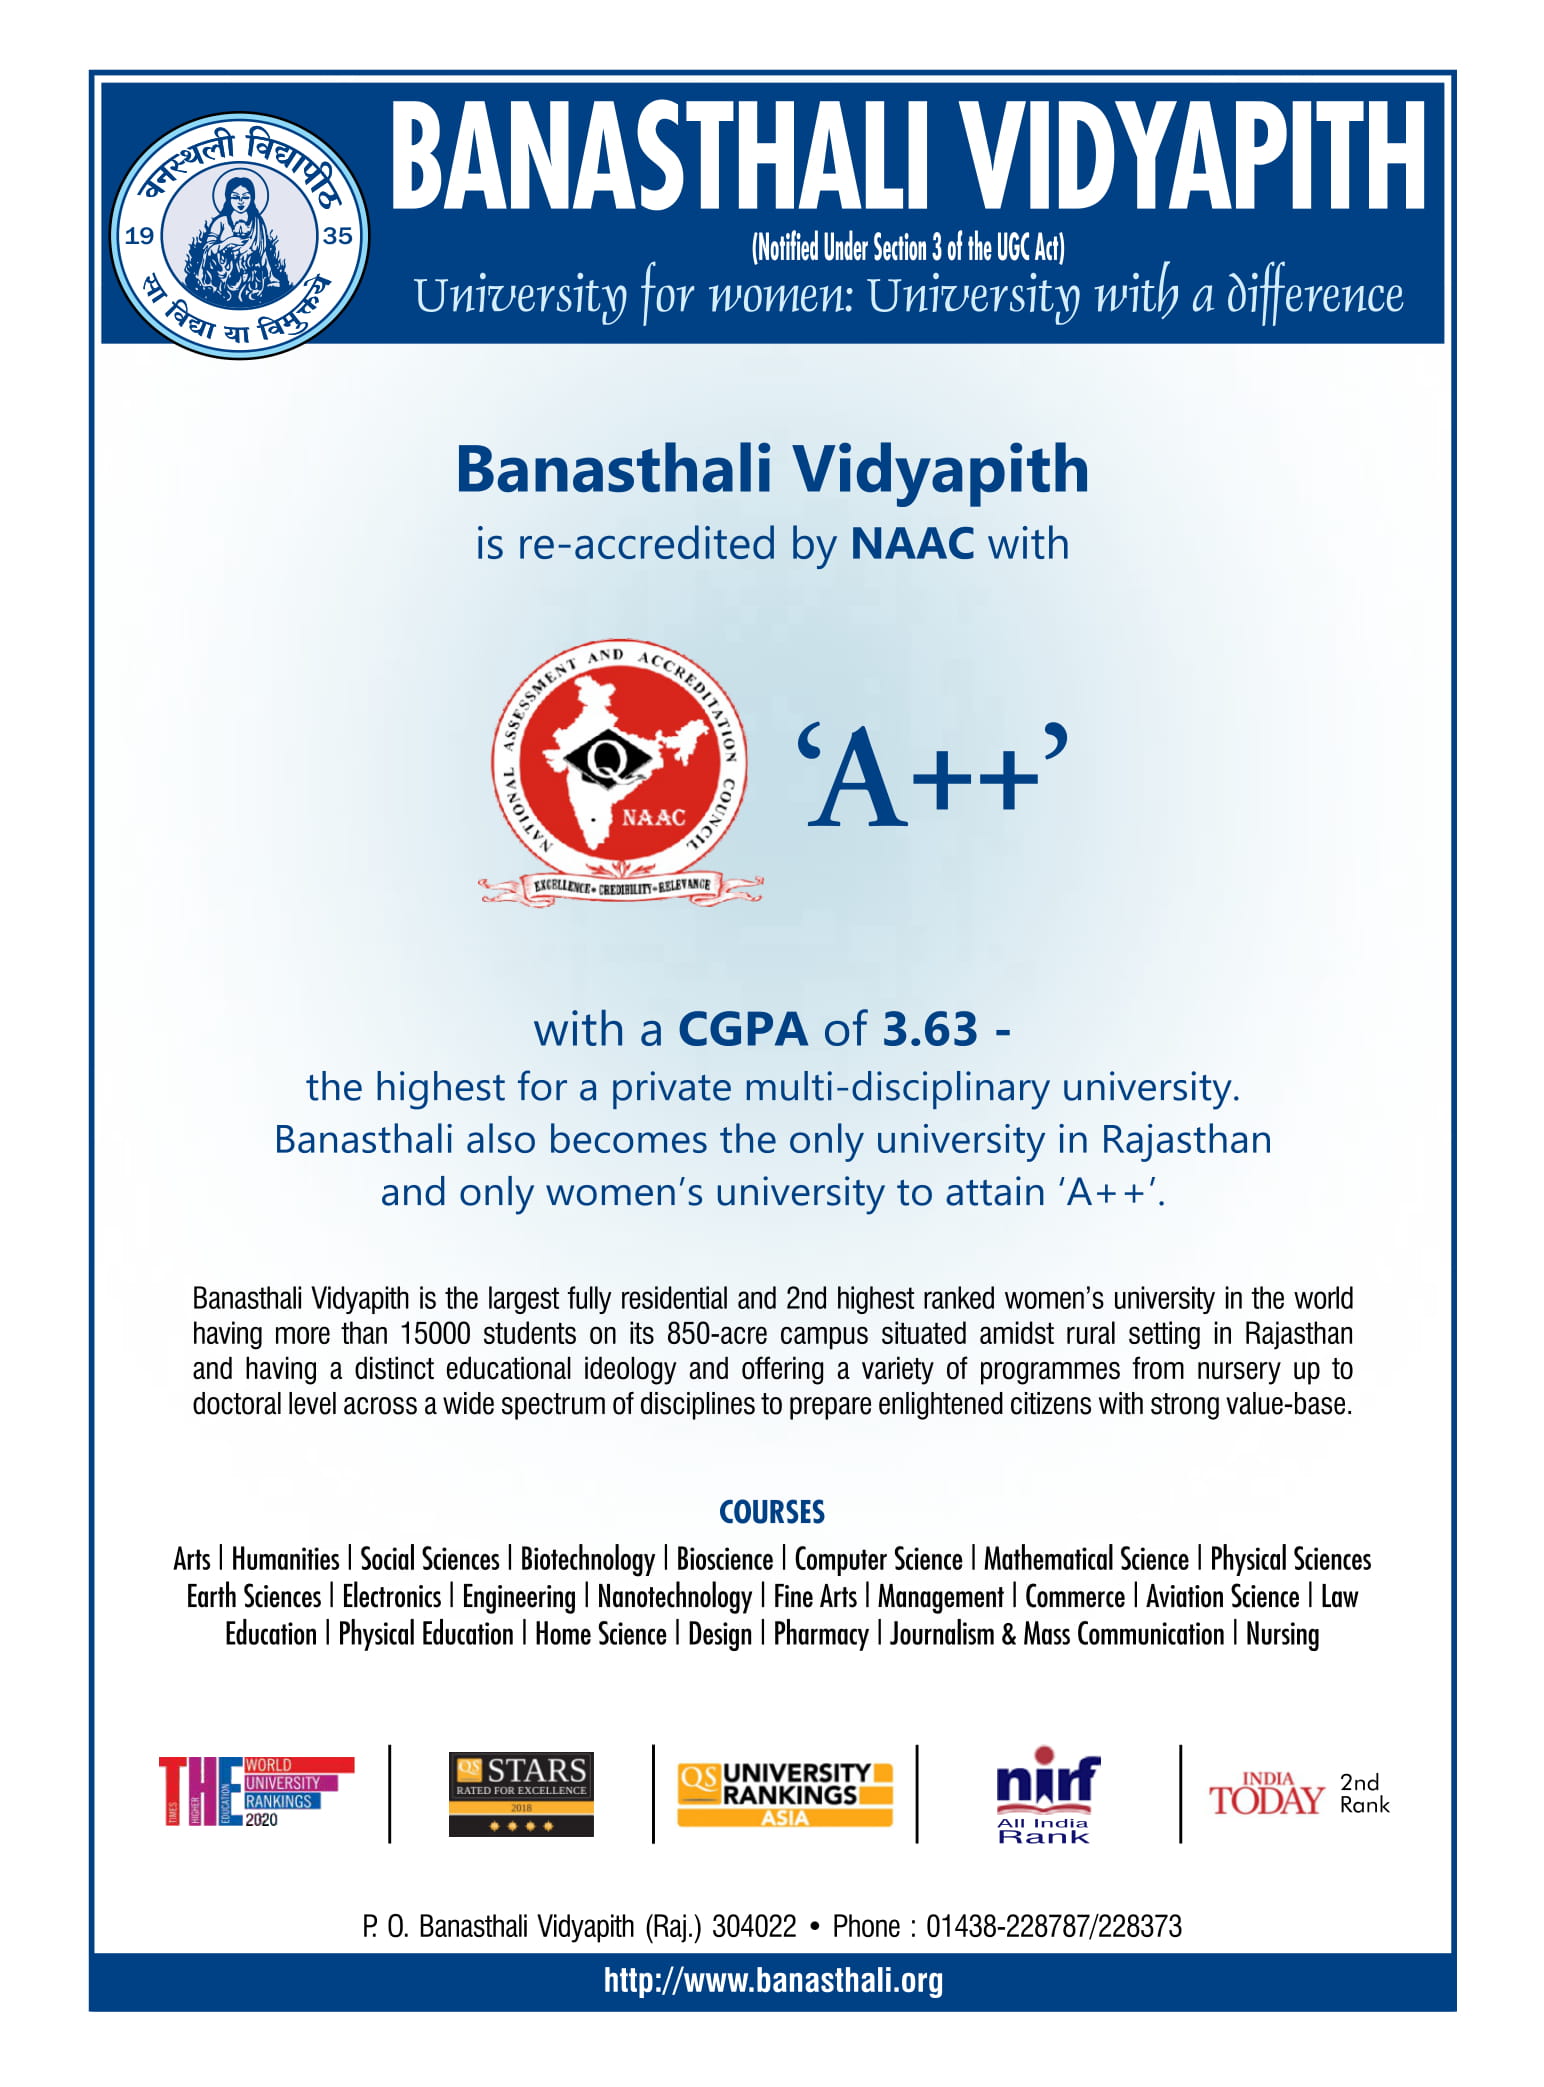 BANASTHALI VIDYAPITH
(Notified Under Section 3 of the UGC Act)
University for women: University with a difference
वनस्थली विद्यापीठ
19 35
सा विद्या या विमुक्तये
Banasthali Vidyapith
is re-accredited by NAAC with
NATIONAL ASSESSMENT AND ACCREDITATION COUNCIL
Q
NAAC
EXCELLENCE • CREDIBILITY • RELEVANCE
‘A++’
with a CGPA of 3.63 -
the highest for a private multi-disciplinary university.
Banasthali also becomes the only university in Rajasthan
and only women’s university to attain ‘A++’.
Banasthali Vidyapith is the largest fully residential and 2nd highest ranked women’s university in the world
having more than 15000 students on its 850-acre campus situated amidst rural setting in Rajasthan
and having a distinct educational ideology and offering a variety of programmes from nursery up to
doctoral level across a wide spectrum of disciplines to prepare enlightened citizens with strong value-base.
COURSES
Arts | Humanities | Social Sciences | Biotechnology | Bioscience | Computer Science | Mathematical Science | Physical Sciences
Earth Sciences | Electronics | Engineering | Nanotechnology | Fine Arts | Management | Commerce | Aviation Science | Law
Education | Physical Education | Home Science | Design | Pharmacy | Journalism & Mass Communication | Nursing
THE
TIMES
HIGHER
EDUCATION
WORLD
UNIVERSITY
RANKINGS
2020
QS STARS
RATED FOR EXCELLENCE
2018
QS UNIVERSITY
RANKINGS
ASIA
nirf
All India
Rank
INDIA
TODAY
2nd
Rank
P. O. Banasthali Vidyapith (Raj.) 304022 • Phone : 01438-228787/228373
http://www.banasthali.org